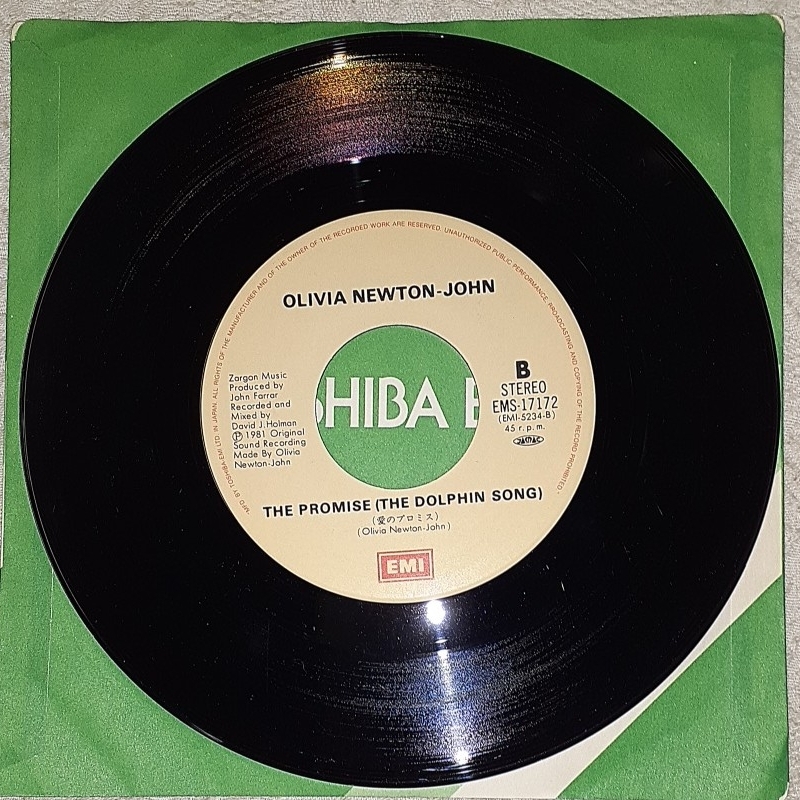 MFD BY TOSHIBA-EMI LTD. IN JAPAN. ALL RIGHTS OF THE MANUFACTURER AND OF THE OWNER OF THE RECORDED WORK ARE RESERVED. UNAUTHORIZED PUBLIC PERFORMANCE, BROADCASTING AND COPYING OF THE RECORD PROHIBITED.
OLIVIA NEWTON-JOHN
Zargon Music
Produced by
John Farrar
Recorded and
Mixed by
David J.Holman
Ⓟ 1981 Original
Sound Recording
Made By Olivia
Newton-John
SHIBA E
B
STEREO
EMS-17172
(EMI-5234-B)
45 r.p.m.
JASRAC
THE PROMISE (THE DOLPHIN SONG)
(愛のプロミス)
(Olivia Newton-John)
EMI